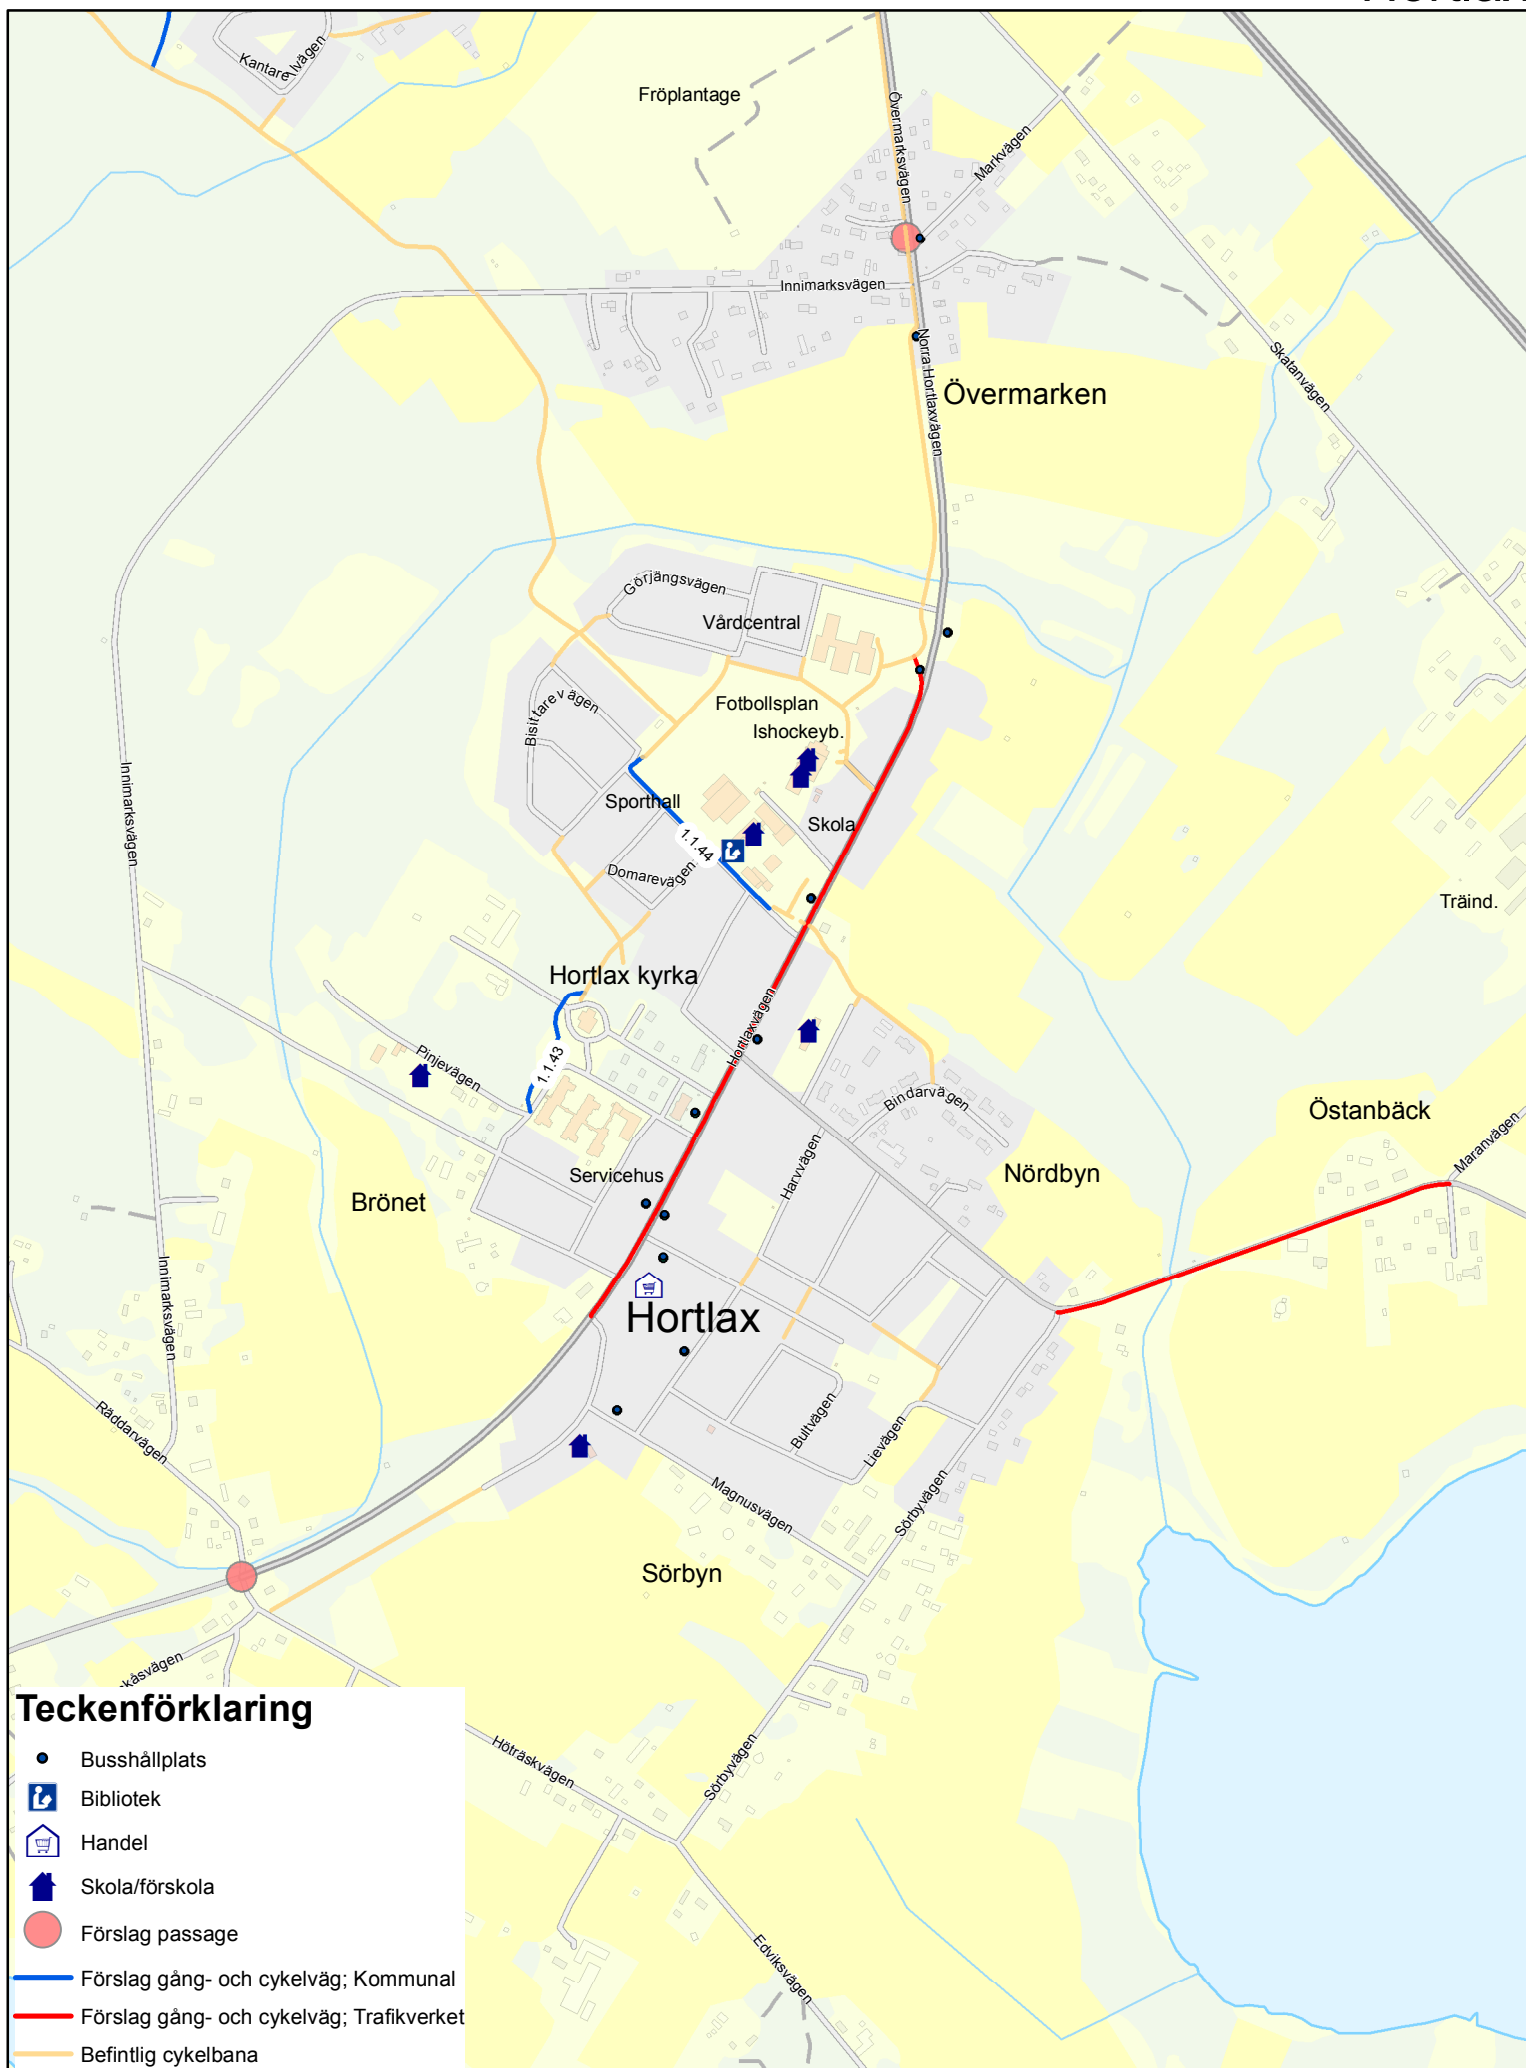 Kantarellvägen
Fröplantage
Övermarksvägen
Markvägen
Innimarksvägen
Norra Hortlaxvägen
Skatanvägen
Övermarken
Görjängsvägen
Vårdcentral
Bisittarevägen
Fotbollsplan
Ishockeyb.
Innimarksvägen
Sporthall
1.1.44
Skola
Domarevägen
Träind.
Hortlax kyrka
Hortlaxvägen
Pinjevägen
1.1.43
Bindarvägen
Östanbäck
Maranvägen
Harvvägen
Nördbyn
Servicehus
Brönet
Innimarksvägen
Hortlax
Räddarvägen
Bultvägen
Lievägen
Magnusvägen
Sörbyvägen
Sörbyn
Höträskvägen
Sörbyvägen
Edviksvägen
Teckenförklaring
Busshållplats
Bibliotek
Handel
Skola/förskola
Förslag passage
Förslag gång- och cykelväg; Kommunal
Förslag gång- och cykelväg; Trafikverket
Befintlig cykelbana